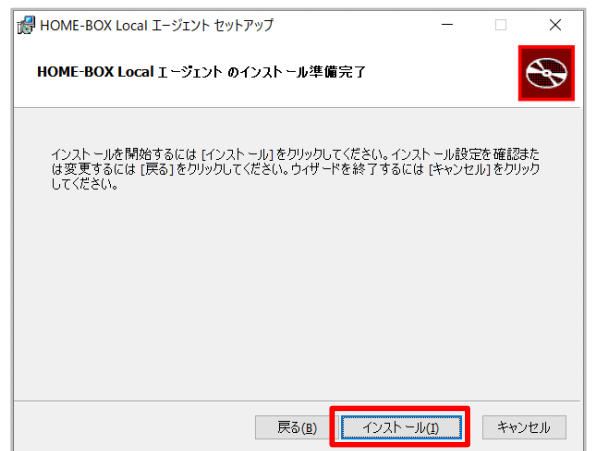 HOME-BOX Local エージェント セットアップ
HOME-BOX Local エージェント のインストール準備完了
インストールを開始するには [インストール]をクリックしてください。インストール設定を確認また
は変更するには [戻る]をクリックしてください。ウィザードを終了するには [キャンセル]をクリック
してください。
戻る(B) インストール(I) キャンセル